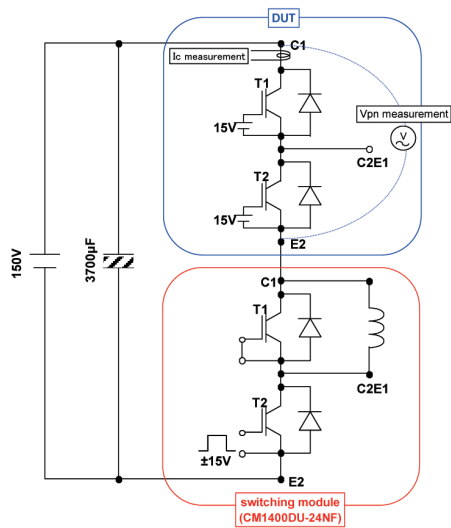 DUT
C1
Ic measurement
T1
15V
Vpn measurement
V
C2E1
T2
15V
E2
150V
3700µF
C1
T1
C2E1
T2
±15V
E2
switching module
(CM1400DU-24NF)